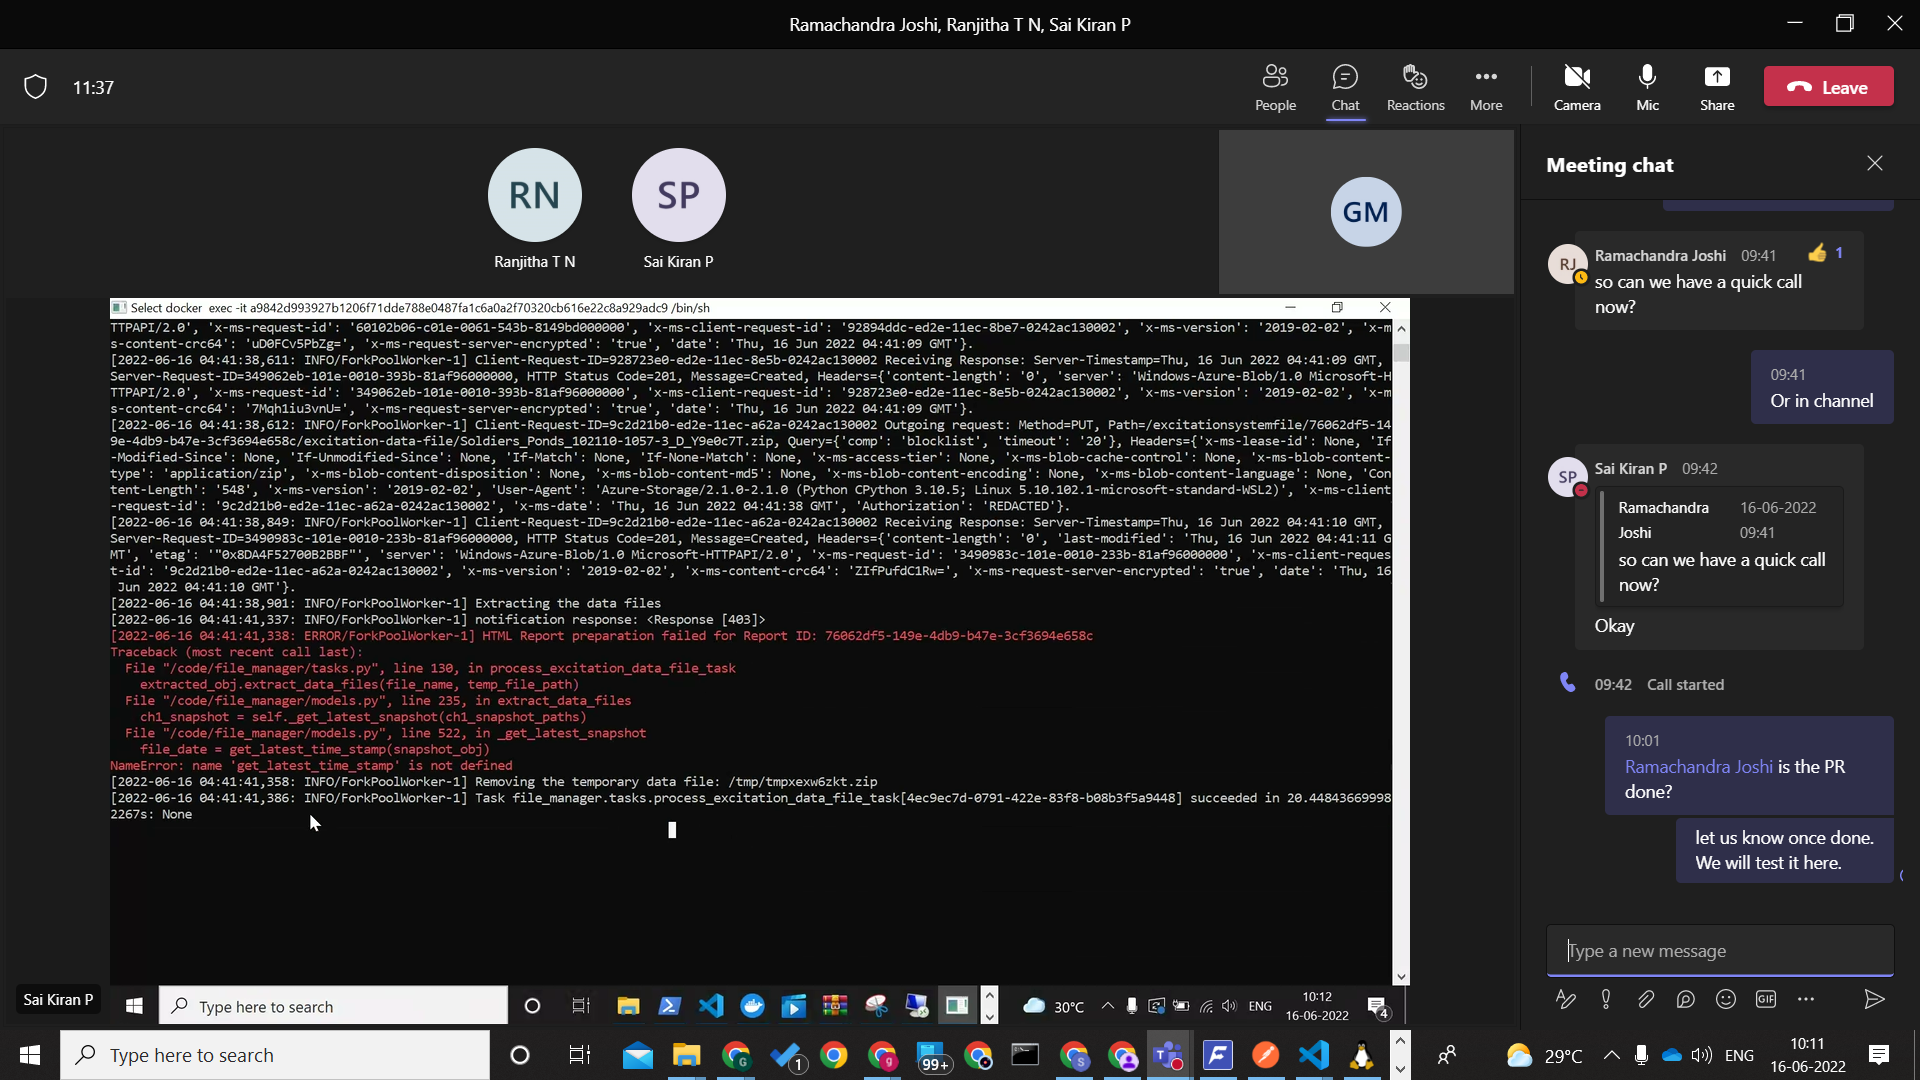 Ramachandra Joshi, Ranjitha T N, Sai Kiran P
11:37
People
Chat
Reactions
More
Camera
Mic
Share
Leave
RN
Ranjitha T N
SP
Sai Kiran P
GM
Select docker  exec -it a9842d993927b1206f71dde788e0487fa1c6a0a2f70320cb616e22c8a929adc9 /bin/sh
TTPAPI/2.0', 'x-ms-request-id': '60102b06-c01e-0061-543b-8149bd000000', 'x-ms-client-request-id': '92894ddc-ed2e-11ec-8be7-0242ac130002', 'x-ms-version': '2019-02-02', 'x-m
s-content-crc64': 'uD0FCv5PbZg=', 'x-ms-request-server-encrypted': 'true', 'date': 'Thu, 16 Jun 2022 04:41:09 GMT'}.
[2022-06-16 04:41:38,611: INFO/ForkPoolWorker-1] Client-Request-ID=928723e0-ed2e-11ec-8e5b-0242ac130002 Receiving Response: Server-Timestamp=Thu, 16 Jun 2022 04:41:09 GMT,
Server-Request-ID=349062eb-101e-0010-393b-81af96000000, HTTP Status Code=201, Message=Created, Headers={'content-length': '0', 'server': 'Windows-Azure-Blob/1.0 Microsoft-H
TTPAPI/2.0', 'x-ms-request-id': '349062eb-101e-0010-393b-81af96000000', 'x-ms-client-request-id': '928723e0-ed2e-11ec-8e5b-0242ac130002', 'x-ms-version': '2019-02-02', 'x-m
s-content-crc64': '7Mqh1iu3vnU=', 'x-ms-request-server-encrypted': 'true', 'date': 'Thu, 16 Jun 2022 04:41:09 GMT'}.
[2022-06-16 04:41:38,612: INFO/ForkPoolWorker-1] Client-Request-ID=9c2d21b0-ed2e-11ec-a62a-0242ac130002 Outgoing request: Method=PUT, Path=/excitationsystemfile/76062df5-14
9e-4db9-b47e-3cf3694e658c/excitation-data-file/Soldiers_Ponds_102110-1057-3_D_Y9e0c7T.zip, Query={'comp': 'blocklist', 'timeout': '20'}, Headers={'x-ms-lease-id': None, 'If
-Modified-Since': None, 'If-Unmodified-Since': None, 'If-Match': None, 'If-None-Match': None, 'x-ms-access-tier': None, 'x-ms-blob-cache-control': None, 'x-ms-blob-content-
type': 'application/zip', 'x-ms-blob-content-disposition': None, 'x-ms-blob-content-md5': None, 'x-ms-blob-content-encoding': None, 'x-ms-blob-content-language': None, 'Con
tent-Length': '548', 'x-ms-version': '2019-02-02', 'User-Agent': 'Azure-Storage/2.1.0-2.1.0 (Python CPython 3.10.5; Linux 5.10.102.1-microsoft-standard-WSL2)', 'x-ms-client
-request-id': '9c2d21b0-ed2e-11ec-a62a-0242ac130002', 'x-ms-date': 'Thu, 16 Jun 2022 04:41:38 GMT', 'Authorization': 'REDACTED'}.
[2022-06-16 04:41:38,849: INFO/ForkPoolWorker-1] Client-Request-ID=9c2d21b0-ed2e-11ec-a62a-0242ac130002 Receiving Response: Server-Timestamp=Thu, 16 Jun 2022 04:41:10 GMT,
Server-Request-ID=3490983c-101e-0010-233b-81af96000000, HTTP Status Code=201, Message=Created, Headers={'content-length': '0', 'last-modified': 'Thu, 16 Jun 2022 04:41:11 G
MT', 'etag': '"0x8DA4F52700B2BBF"', 'server': 'Windows-Azure-Blob/1.0 Microsoft-HTTPAPI/2.0', 'x-ms-request-id': '3490983c-101e-0010-233b-81af96000000', 'x-ms-client-reques
t-id': '9c2d21b0-ed2e-11ec-a62a-0242ac130002', 'x-ms-version': '2019-02-02', 'x-ms-content-crc64': 'ZIfPufdC1Rw=', 'x-ms-request-server-encrypted': 'true', 'date': 'Thu, 16
Jun 2022 04:41:10 GMT'}.
[2022-06-16 04:41:38,901: INFO/ForkPoolWorker-1] Extracting the data files
[2022-06-16 04:41:41,337: INFO/ForkPoolWorker-1] notification response: <Response [403]>
[2022-06-16 04:41:41,338: ERROR/ForkPoolWorker-1] HTML Report preparation failed for Report ID: 76062df5-149e-4db9-b47e-3cf3694e658c
Traceback (most recent call last):
File "/code/file_manager/tasks.py", line 130, in process_excitation_data_file_task
extracted_obj.extract_data_files(file_name, temp_file_path)
File "/code/file_manager/models.py", line 235, in extract_data_files
ch1_snapshot = self._get_latest_snapshot(ch1_snapshot_paths)
File "/code/file_manager/models.py", line 522, in _get_latest_snapshot
file_date = get_latest_time_stamp(snapshot_obj)
NameError: name 'get_latest_time_stamp' is not defined
[2022-06-16 04:41:41,358: INFO/ForkPoolWorker-1] Removing the temporary data file: /tmp/tmpxexw6zkt.zip
[2022-06-16 04:41:41,386: INFO/ForkPoolWorker-1] Task file_manager.tasks.process_excitation_data_file_task[4ec9ec7d-0791-422e-83f8-b08b3f5a9448] succeeded in 20.44843669998
2267s: None
Sai Kiran P
Type here to search
30°C
ENG
10:12
16-06-2022
4
Meeting chat
RJ
Ramachandra Joshi 09:41
1
so can we have a quick call
now?
09:41
Or in channel
SP
Sai Kiran P 09:42
Ramachandra 16-06-2022
Joshi 09:41
so can we have a quick call
now?
Okay
09:42 Call started
10:01
Ramachandra Joshi is the PR
done?
let us know once done.
We will test it here.
Type a new message
GIF
Type here to search
1
99+
29°C
ENG
10:11
16-06-2022